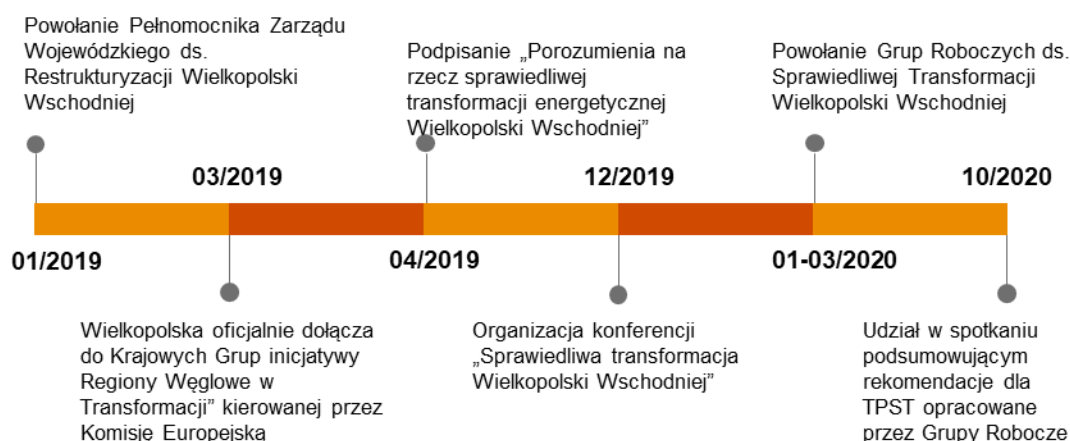 Powołanie Pełnomocnika Zarządu
Wojewódzkiego ds.
Restrukturyzacji Wielkopolski
Wschodniej
Podpisanie „Porozumienia na
rzecz sprawiedliwej
transformacji energetycznej
Wielkopolski Wschodniej”
Powołanie Grup Roboczych ds.
Sprawiedliwej Transformacji
Wielkopolski Wschodniej
03/2019
12/2019
10/2020
01/2019
04/2019
01-03/2020
Wielkopolska oficjalnie dołącza
do Krajowych Grup inicjatywy
Regiony Węglowe w
Transformacji” kierowanej przez
Komisję Europejską
Organizacja konferencji
„Sprawiedliwa transformacja
Wielkopolski Wschodniej”
Udział w spotkaniu
podsumowującym
rekomendacje dla
TPST opracowane
przez Grupy Robocze